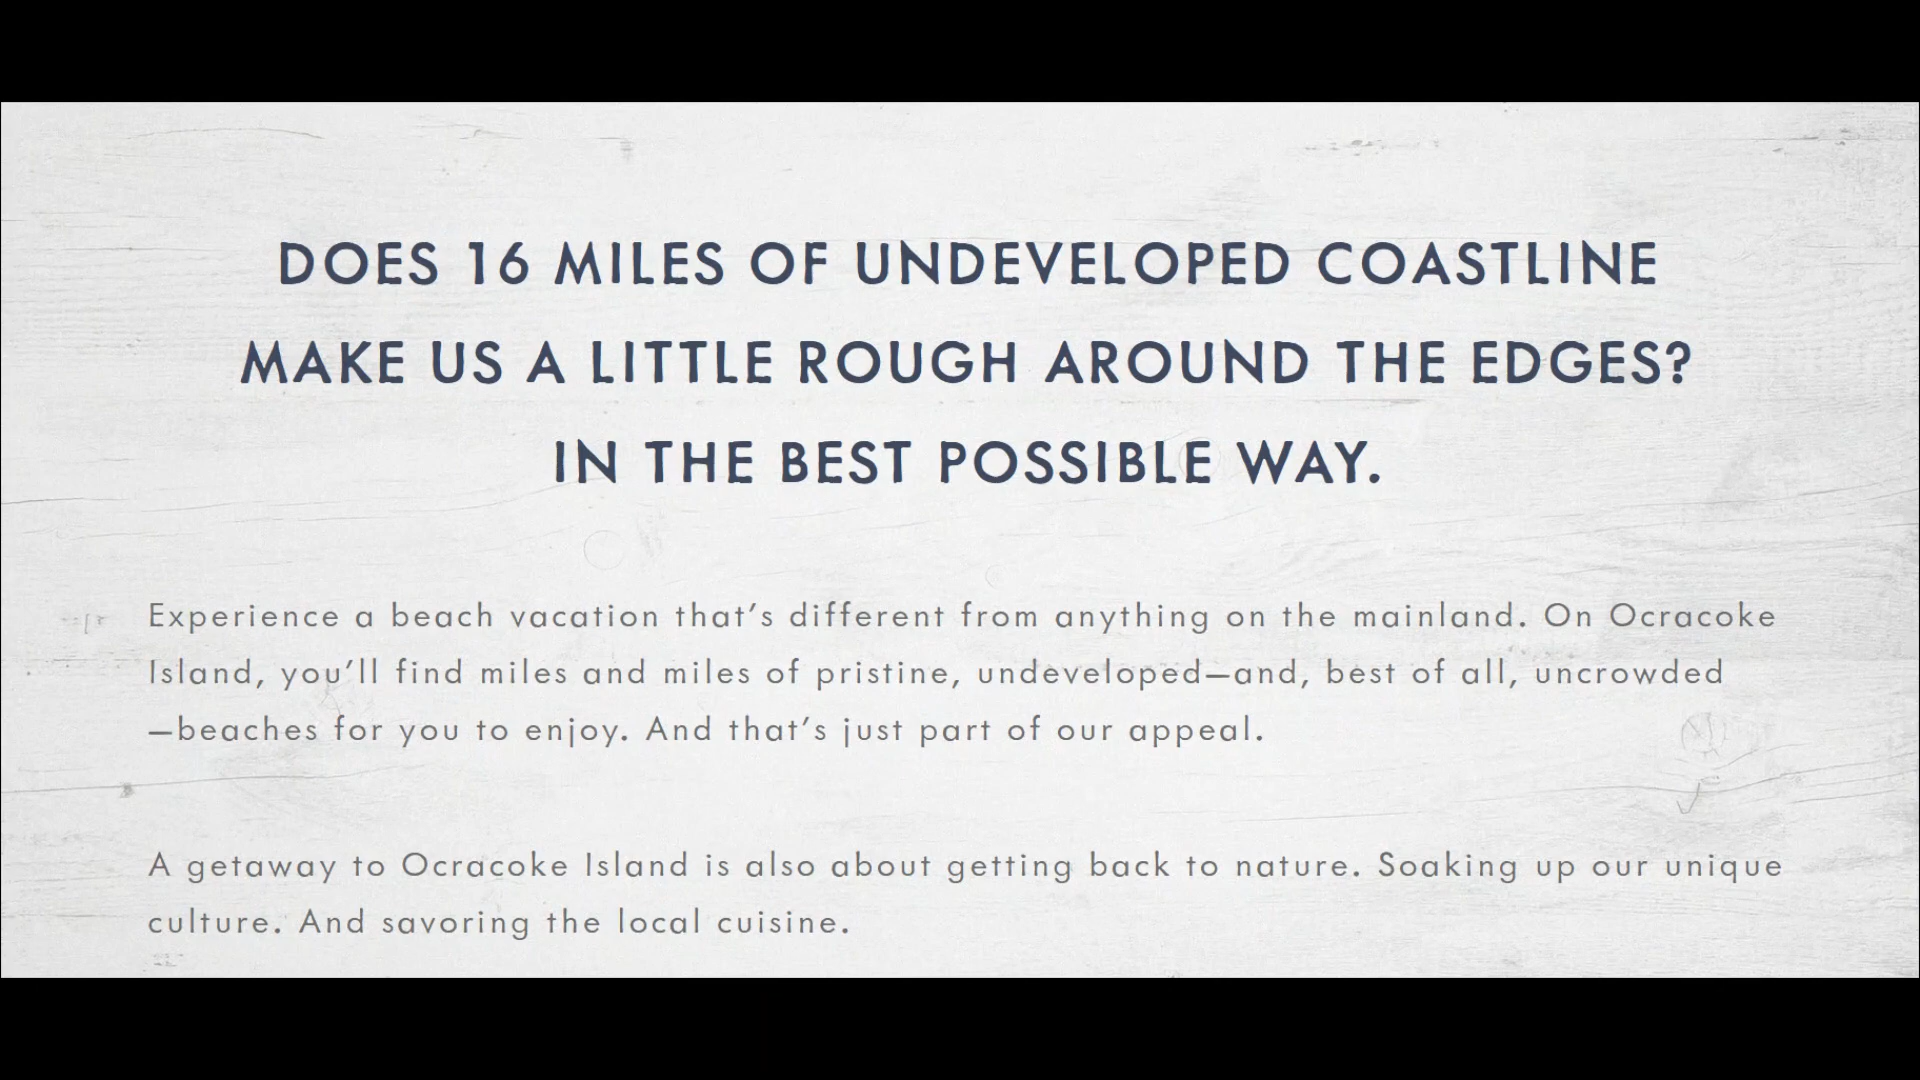 DOES 16 MILES OF UNDEVELOPED COASTLINE
MAKE US A LITTLE ROUGH AROUND THE EDGES?
IN THE BEST POSSIBLE WAY.
Experience a beach vacation that’s different from anything on the mainland. On Ocracoke
Island, you’ll find miles and miles of pristine, undeveloped—and, best of all, uncrowded
—beaches for you to enjoy. And that’s just part of our appeal.
A getaway to Ocracoke Island is also about getting back to nature. Soaking up our unique
culture. And savoring the local cuisine.